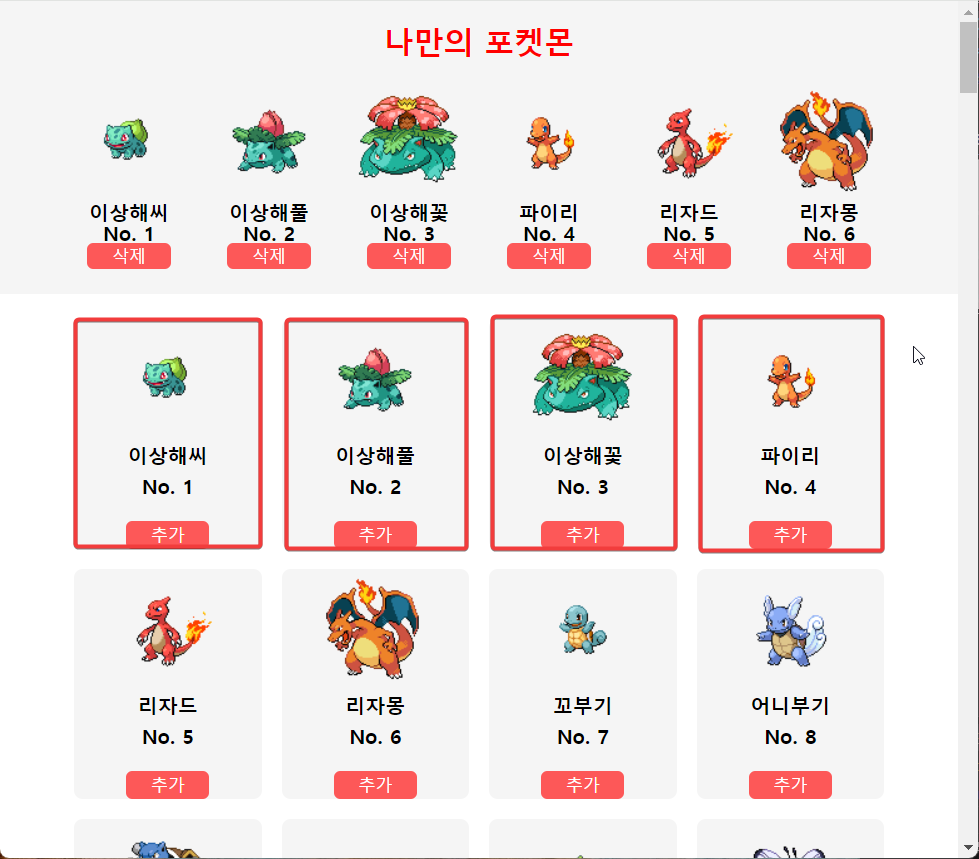 나만의 포켓몬
이상해씨 이상해풀 이상해꽃 파이리 리자드 리자몽
No. 1 No. 2 No. 3 No. 4 No. 5 No. 6
삭제 삭제 삭제 삭제 삭제 삭제
이상해씨 이상해풀 이상해꽃 파이리
No. 1 No. 2 No. 3 No. 4
추가 추가 추가 추가
리자드 리자몽 꼬부기 어니부기
No. 5 No. 6 No. 7 No. 8
추가 추가 추가 추가